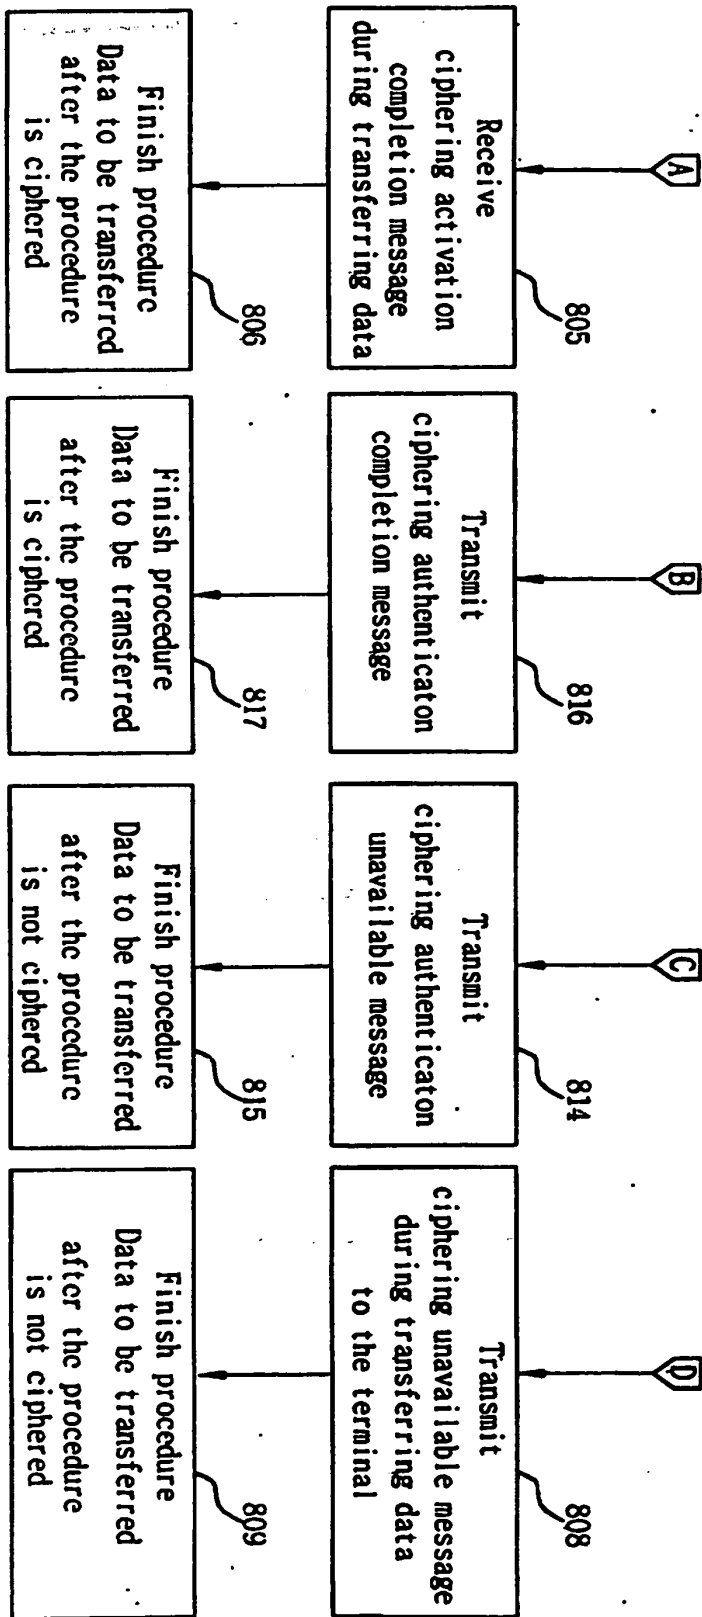 A
Receive
ciphering activation
completion message
during transferring data
805
Finish procedure
Data to be transferred
after the procedure
is ciphered
806
B
Transmit
ciphering authenticaton
completion message
816
Finish procedure
Data to be transferred
after the procedure
is ciphered
817
C
Transmit
ciphering authenticaton
unavailable message
814
Finish procedure
Data to be transferred
after the procedure
is not ciphered
815
D
Transmit
ciphering unavailable message
during transferring data
to the terminal
808
Finish procedure
Data to be transferred
after the procedure
is not ciphered
809